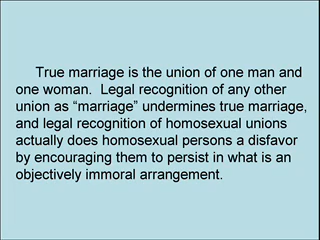 True marriage is the union of one man and
one woman.  Legal recognition of any other
union as “marriage” undermines true marriage,
and legal recognition of homosexual unions
actually does homosexual persons a disfavor
by encouraging them to persist in what is an
objectively immoral arrangement.